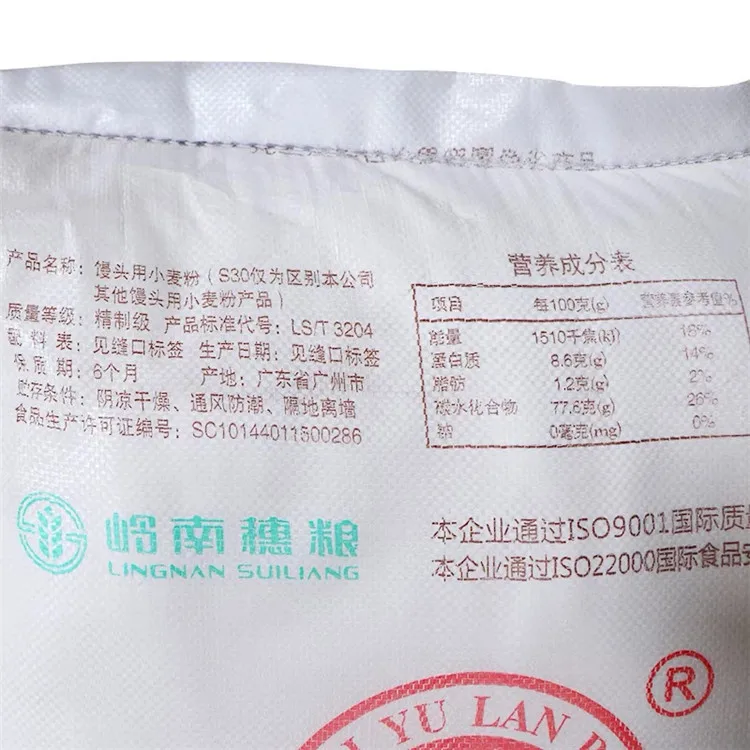 产品名称：馒头用小麦粉（S30仅为区别本公司
其他馒头用小麦粉产品）
质量等级：精制级 产品标准代号：LS/T 3204
配料表：见缝口标签 生产日期：见缝口标签
保质期：6个月 产地：广东省广州市
贮存条件：阴凉干燥、通风防潮、隔地离墙
食品生产许可证编号：SC10144011500286
营养成分表
项目 每100克(g) 营养素参考值%
能量 1510千焦(kJ) 18%
蛋白质 8.6克(g) 14%
脂肪 1.2克(g) 2%
碳水化合物 77.6克(g) 26%
钠 0毫克(mg) 0%
岭南穗粮
LINGNAN SUILIANG
本企业通过ISO9001国际质
本企业通过ISO22000国际食品
YU LAN
®